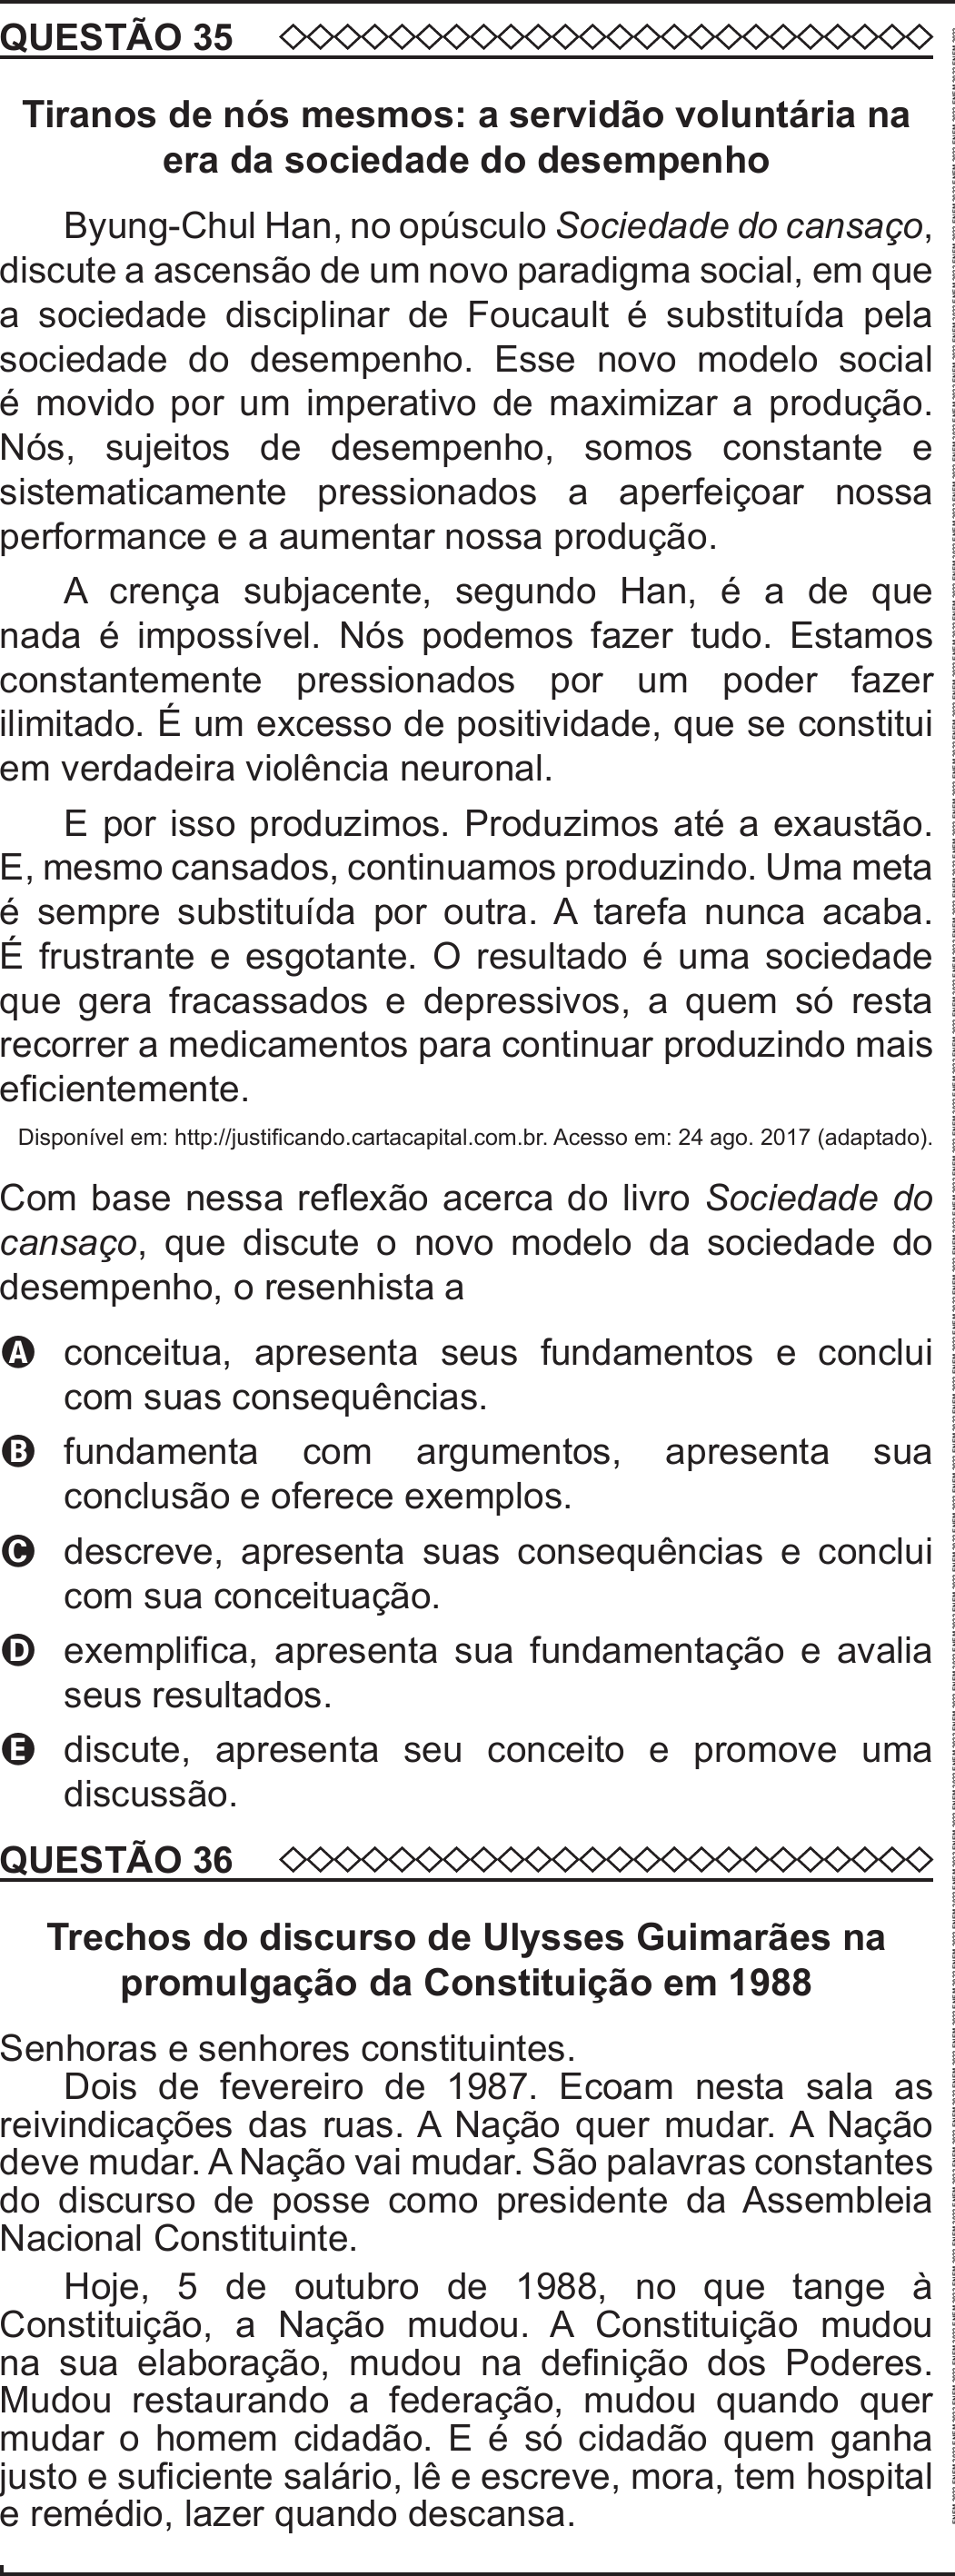 QUESTÃO 35
Tiranos de nós mesmos: a servidão voluntária na
era da sociedade do desempenho
Byung-Chul Han, no opúsculo Sociedade do cansaço,
discute a ascensão de um novo paradigma social, em que
a sociedade disciplinar de Foucault é substituída pela
sociedade do desempenho. Esse novo modelo social
é movido por um imperativo de maximizar a produção.
Nós, sujeitos de desempenho, somos constante e
sistematicamente pressionados a aperfeiçoar nossa
performance e a aumentar nossa produção.
A crença subjacente, segundo Han, é a de que
nada é impossível. Nós podemos fazer tudo. Estamos
constantemente pressionados por um poder fazer
ilimitado. É um excesso de positividade, que se constitui
em verdadeira violência neuronal.
E por isso produzimos. Produzimos até a exaustão.
E, mesmo cansados, continuamos produzindo. Uma meta
é sempre substituída por outra. A tarefa nunca acaba.
É frustrante e esgotante. O resultado é uma sociedade
que gera fracassados e depressivos, a quem só resta
recorrer a medicamentos para continuar produzindo mais
eficientemente.
Disponível em: http://justificando.cartacapital.com.br. Acesso em: 24 ago. 2017 (adaptado).
Com base nessa reflexão acerca do livro Sociedade do
cansaço, que discute o novo modelo da sociedade do
desempenho, o resenhista a
A conceitua, apresenta seus fundamentos e conclui
com suas consequências.
B fundamenta com argumentos, apresenta sua
conclusão e oferece exemplos.
C descreve, apresenta suas consequências e conclui
com sua conceituação.
D exemplifica, apresenta sua fundamentação e avalia
seus resultados.
E discute, apresenta seu conceito e promove uma
discussão.
QUESTÃO 36
Trechos do discurso de Ulysses Guimarães na
promulgação da Constituição em 1988
Senhoras e senhores constituintes.
Dois de fevereiro de 1987. Ecoam nesta sala as
reivindicações das ruas. A Nação quer mudar. A Nação
deve mudar. A Nação vai mudar. São palavras constantes
do discurso de posse como presidente da Assembleia
Nacional Constituinte.
Hoje, 5 de outubro de 1988, no que tange à
Constituição, a Nação mudou. A Constituição mudou
na sua elaboração, mudou na definição dos Poderes.
Mudou restaurando a federação, mudou quando quer
mudar o homem cidadão. E é só cidadão quem ganha
justo e suficiente salário, lê e escreve, mora, tem hospital
e remédio, lazer quando descansa.